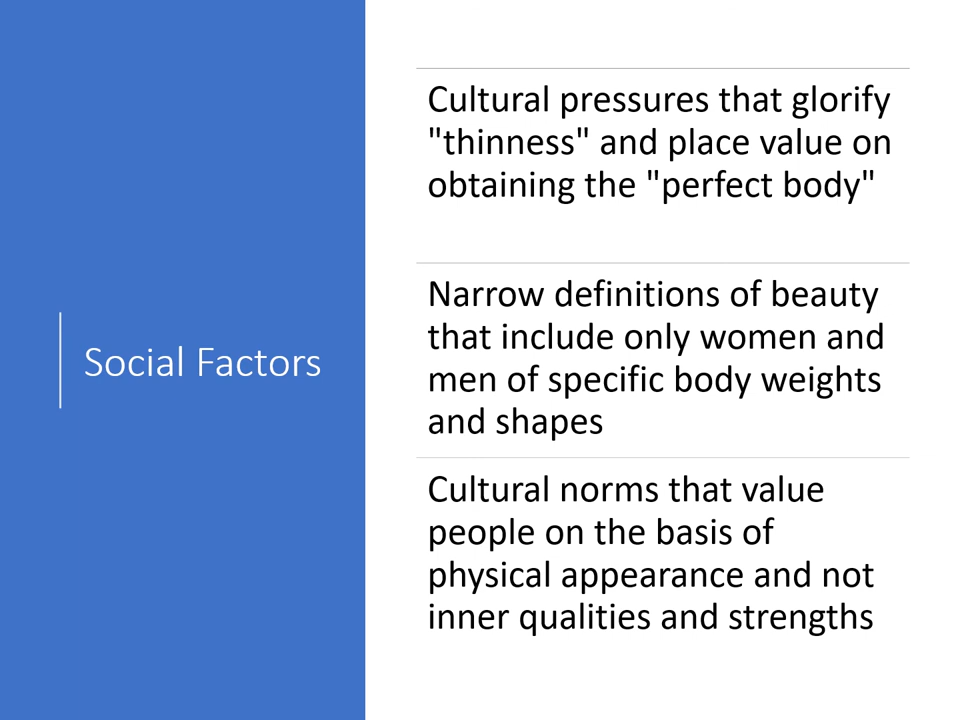 Social Factors
Cultural pressures that glorify
"thinness" and place value on
obtaining the "perfect body"
Narrow definitions of beauty
that include only women and
men of specific body weights
and shapes
Cultural norms that value
people on the basis of
physical appearance and not
inner qualities and strengths